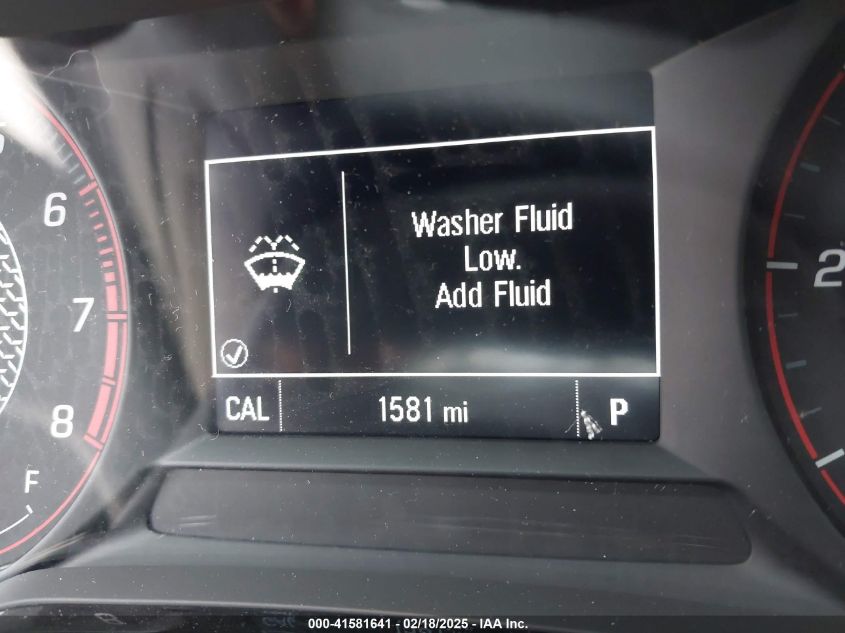 6
7
8
F
Washer Fluid
Low.
Add Fluid
CAL 1581 mi P
2
000-41581641 - 02/18/2025 - IAA Inc.